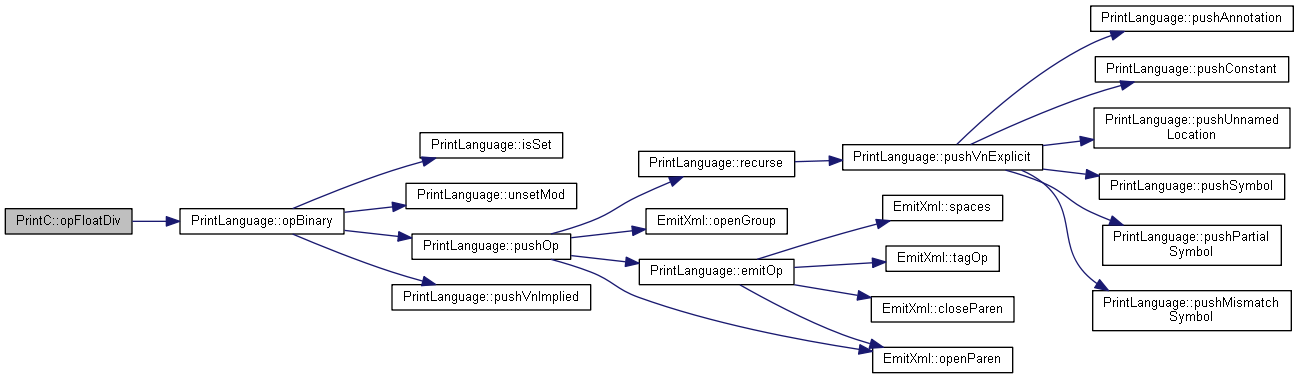 PrintC::opFloatDiv
PrintLanguage::opBinary
PrintLanguage::isSet
PrintLanguage::unsetMod
PrintLanguage::pushOp
PrintLanguage::pushVnImplied
PrintLanguage::recurse
EmitXml::openGroup
PrintLanguage::emitOp
PrintLanguage::pushVnExplicit
EmitXml::spaces
EmitXml::tagOp
EmitXml::closeParen
EmitXml::openParen
PrintLanguage::pushAnnotation
PrintLanguage::pushConstant
PrintLanguage::pushUnnamed
Location
PrintLanguage::pushSymbol
PrintLanguage::pushPartial
Symbol
PrintLanguage::pushMismatch
Symbol